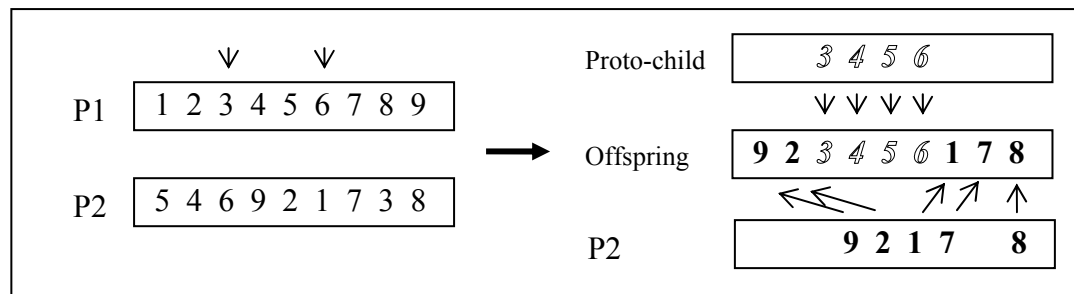 P1
1 2 3 4 5 6 7 8 9
P2
5 4 6 9 2 1 7 3 8
Proto-child
3 4 5 6
Offspring
9 2 3 4 5 6 1 7 8
P2
9 2 1 7 8